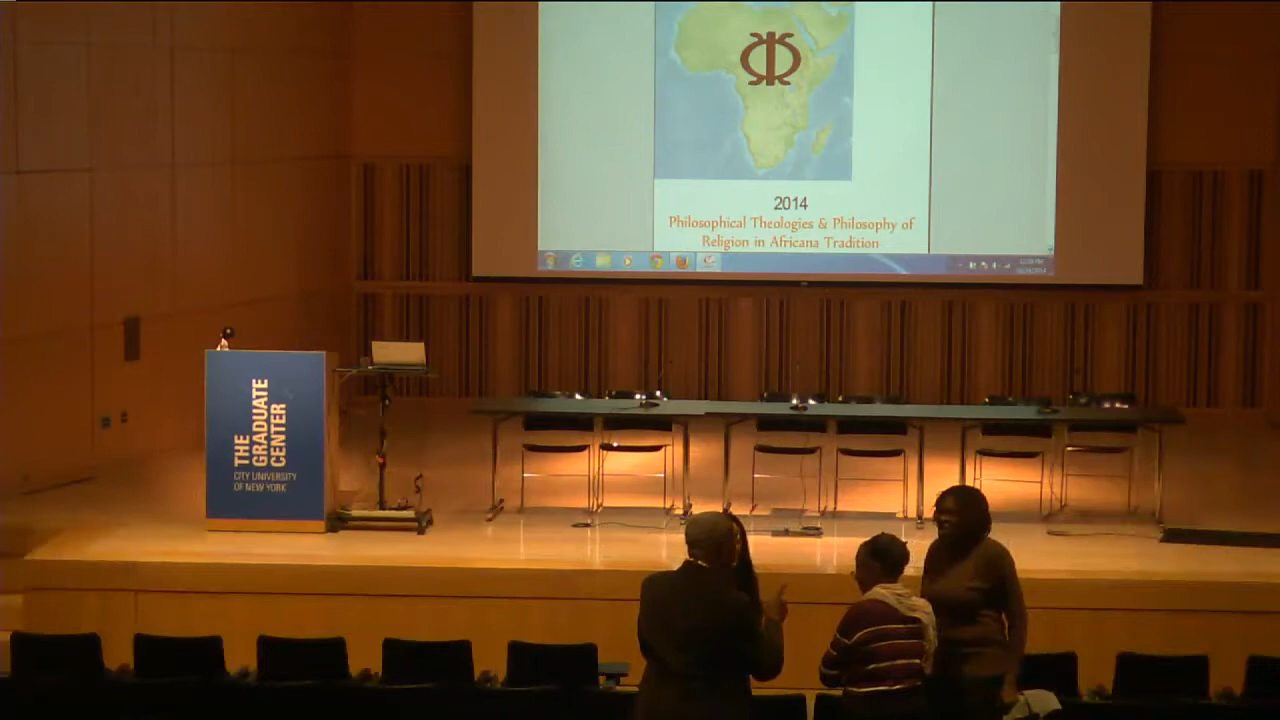 2014
Philosophical Theologies & Philosophy of
Religion in Africana Tradition
THE
GRADUATE
CENTER
CITY UNIVERSITY
OF NEW YORK